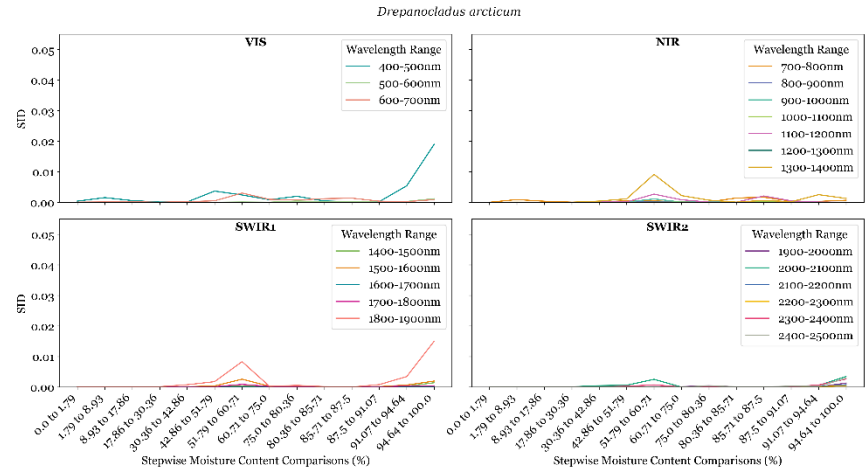 Drepanocladus arcticum
VIS
NIR
0.05
0.04
0.03
0.02
0.01
0.00
SID
Wavelength Range
400-500nm
500-600nm
600-700nm
Wavelength Range
700-800nm
800-900nm
900-1000nm
1000-1100nm
1100-1200nm
1200-1300nm
1300-1400nm
SWIR1
SWIR2
0.05
0.04
0.03
0.02
0.01
0.00
SID
Wavelength Range
1400-1500nm
1500-1600nm
1600-1700nm
1700-1800nm
1800-1900nm
Wavelength Range
1900-2000nm
2000-2100nm
2100-2200nm
2200-2300nm
2300-2400nm
2400-2500nm
0.0 to 1.79
1.79 to 8.93
8.93 to 17.86
17.86 to 30.36
30.36 to 42.86
42.86 to 51.79
51.79 to 60.71
60.71 to 75.0
75.0 to 80.36
80.36 to 85.71
85.71 to 87.5
87.5 to 91.07
91.07 to 94.64
94.64 to 100.0
0.0 to 1.79
1.79 to 8.93
8.93 to 17.86
17.86 to 30.36
30.36 to 42.86
42.86 to 51.79
51.79 to 60.71
60.71 to 75.0
75.0 to 80.36
80.36 to 85.71
85.71 to 87.5
87.5 to 91.07
91.07 to 94.64
94.64 to 100.0
Stepwise Moisture Content Comparisons (%)
Stepwise Moisture Content Comparisons (%)